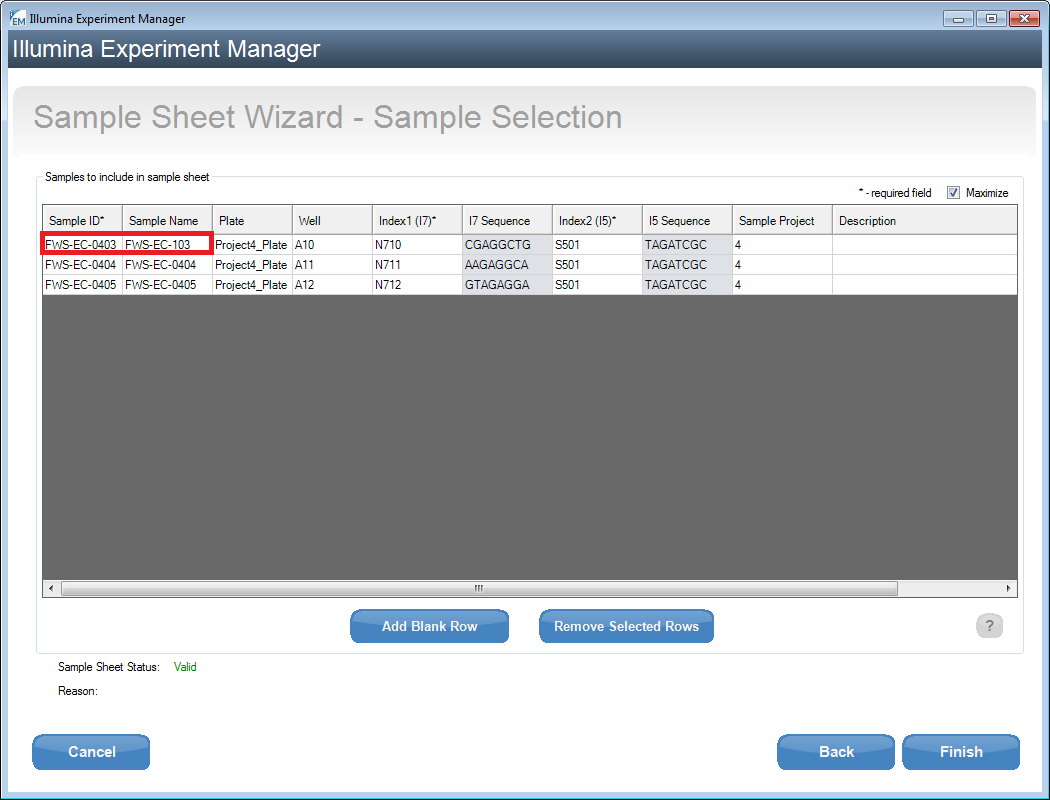 EM Illumina Experiment Manager
Illumina Experiment Manager
Sample Sheet Wizard - Sample Selection
Samples to include in sample sheet
* - required field Maximize
Sample ID* Sample Name Plate Well Index1 (I7)* I7 Sequence Index2 (I5)* I5 Sequence Sample Project Description
FWS-EC-0403 FWS-EC-103 Project4_Plate A10 N710 CGAGGCTG S501 TAGATCGC 4
FWS-EC-0404 FWS-EC-0404 Project4_Plate A11 N711 AAGAGGCA S501 TAGATCGC 4
FWS-EC-0405 FWS-EC-0405 Project4_Plate A12 N712 GTAGAGGA S501 TAGATCGC 4
Add Blank Row Remove Selected Rows ?
Sample Sheet Status: Valid
Reason:
Cancel Back Finish